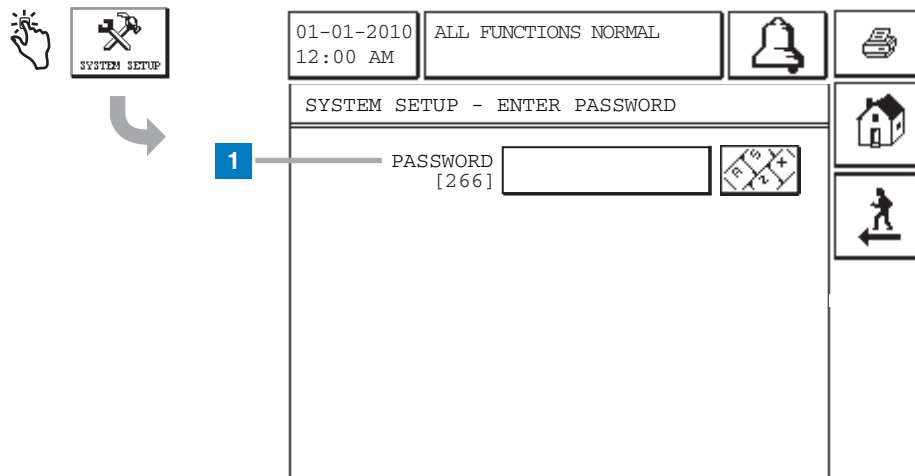 SYSTEM SETUP
01-01-2010
12:00 AM
ALL FUNCTIONS NORMAL
SYSTEM SETUP - ENTER PASSWORD
1
PASSWORD
[266]
A S
Z +